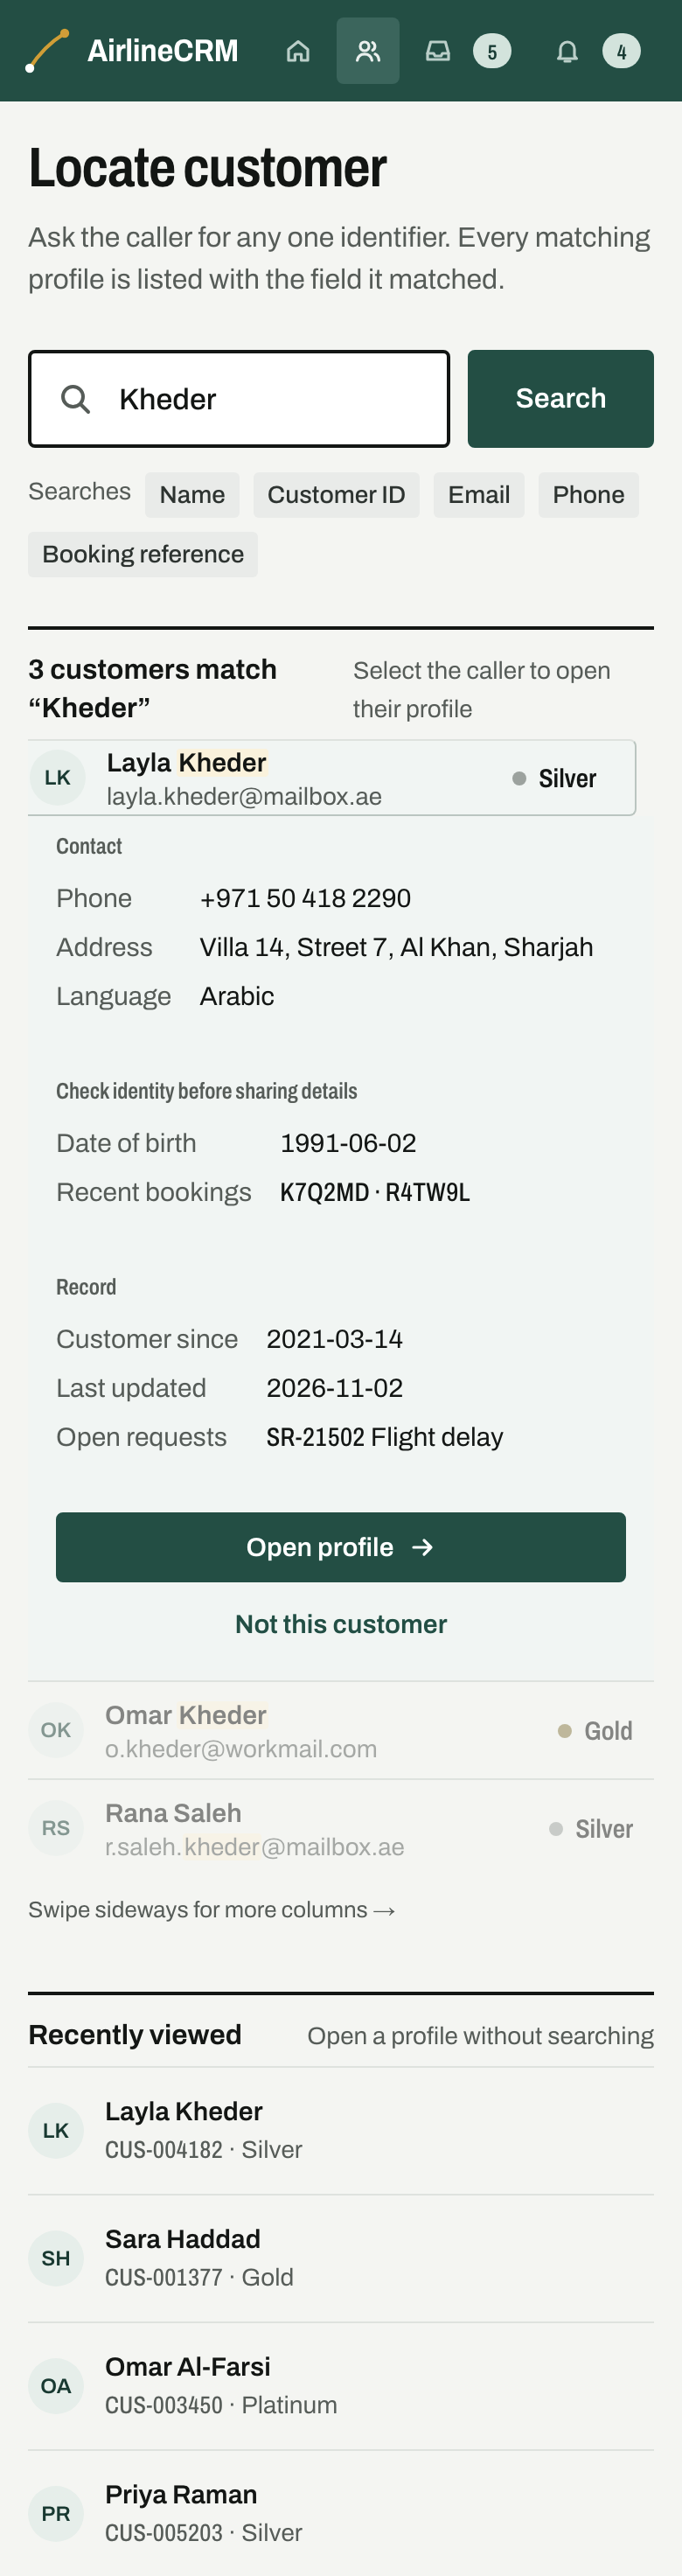 AirlineCRM 5 4
Locate customer
Ask the caller for any one identifier. Every matching
profile is listed with the field it matched.
Kheder Search
Searches Name Customer ID Email Phone
Booking reference
3 customers match
“Kheder”
Select the caller to open
their profile
LK Layla Kheder Silver
layla.kheder@mailbox.ae
Contact
Phone +971 50 418 2290
Address Villa 14, Street 7, Al Khan, Sharjah
Language Arabic
Check identity before sharing details
Date of birth 1991-06-02
Recent bookings K7Q2MD · R4TW9L
Record
Customer since 2021-03-14
Last updated 2026-11-02
Open requests SR-21502 Flight delay
Open profile →
Not this customer
OK Omar Kheder Gold
o.kheder@workmail.com
RS Rana Saleh Silver
r.saleh.kheder@mailbox.ae
Swipe sideways for more columns →
Recently viewed Open a profile without searching
LK Layla Kheder
CUS-004182 · Silver
SH Sara Haddad
CUS-001377 · Gold
OA Omar Al-Farsi
CUS-003450 · Platinum
PR Priya Raman
CUS-005203 · Silver